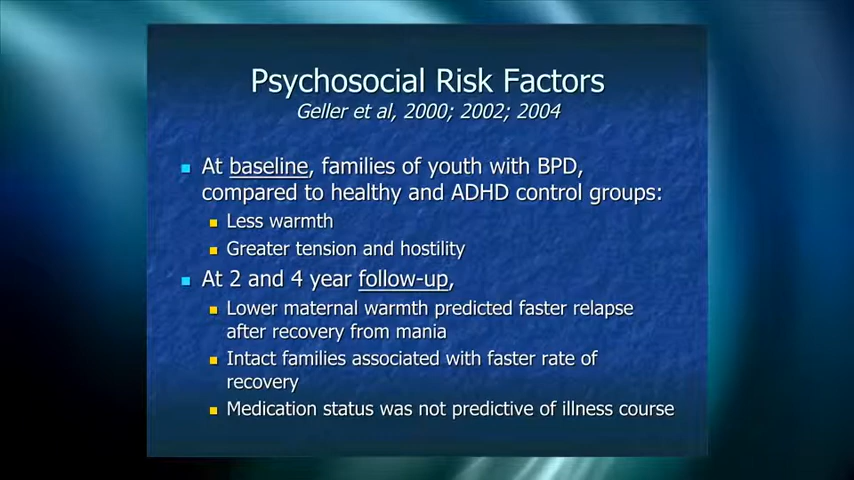 Psychosocial Risk Factors
Geller et al, 2000; 2002; 2004
At baseline, families of youth with BPD,
compared to healthy and ADHD control groups:
Less warmth
Greater tension and hostility
At 2 and 4 year follow-up,
Lower maternal warmth predicted faster relapse
after recovery from mania
Intact families associated with faster rate of
recovery
Medication status was not predictive of illness course